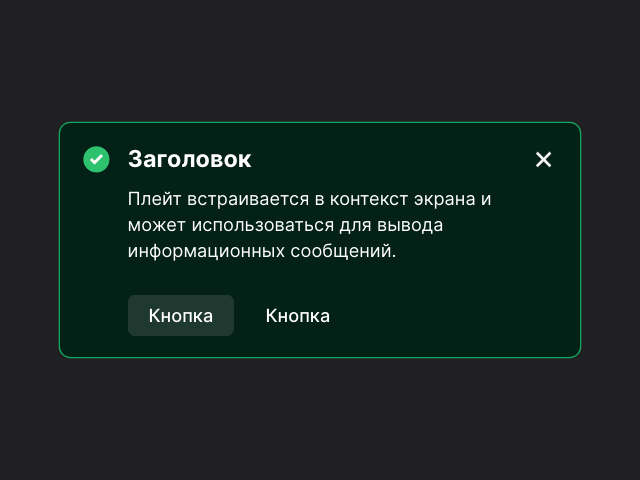 Заголовок
Плейт встраивается в контекст экрана и
может использоваться для вывода
информационных сообщений.
Кнопка Кнопка